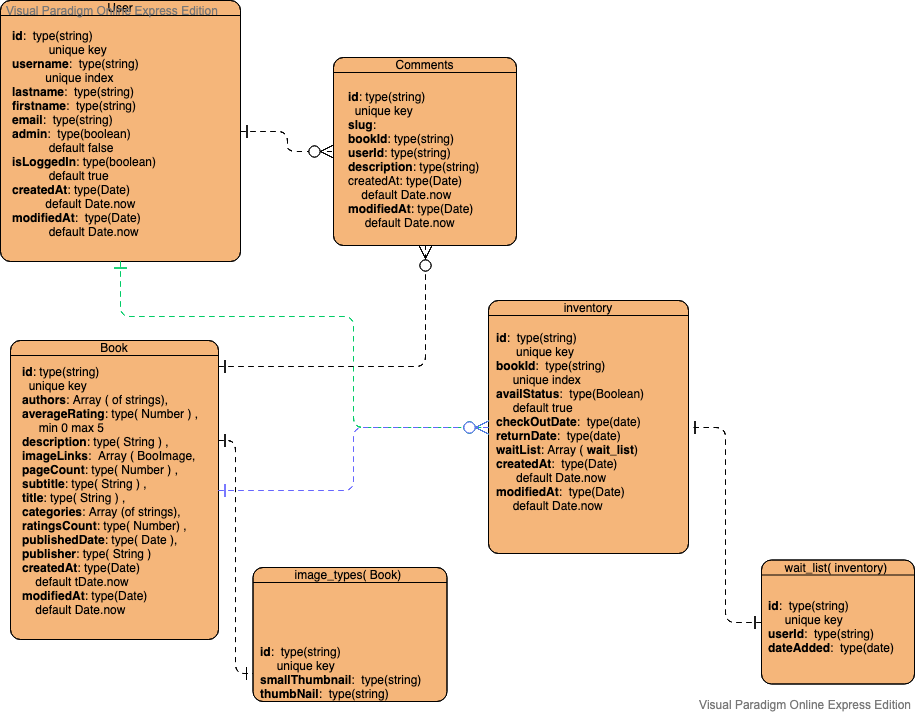 Visual Paradigm Online Express Edition
User
id: type(string)
unique key
username: type(string)
unique index
lastname: type(string)
firstname: type(string)
email: type(string)
admin: type(boolean)
default false
isLoggedIn: type(boolean)
default true
createdAt: type(Date)
default Date.now
modifiedAt: type(Date)
default Date.now
Comments
id: type(string)
unique key
slug:
bookId: type(string)
userId: type(string)
description: type(string)
createdAt: type(Date)
default Date.now
modifiedAt: type(Date)
default Date.now
Book
id: type(string)
unique key
authors: Array ( of strings),
averageRating: type( Number ) ,
min 0 max 5
description: type( String ) ,
imageLinks: Array ( BooImage,
pageCount: type( Number ) ,
subtitle: type( String ) ,
title: type( String ) ,
categories: Array (of strings),
ratingsCount: type( Number) ,
publishedDate: type( Date ),
publisher: type( String )
createdAt: type(Date)
default tDate.now
modifiedAt: type(Date)
default Date.now
inventory
id: type(string)
unique key
bookId: type(string)
unique index
availStatus: type(Boolean)
default true
checkOutDate: type(date)
returnDate: type(date)
waitList: Array ( wait_list)
createdAt: type(Date)
default Date.now
modifiedAt: type(Date)
default Date.now
image_types( Book)
id: type(string)
unique key
smallThumbnail: type(string)
thumbNail: type(string)
wait_list( inventory)
id: type(string)
unique key
userId: type(string)
dateAdded: type(date)
Visual Paradigm Online Express Edition